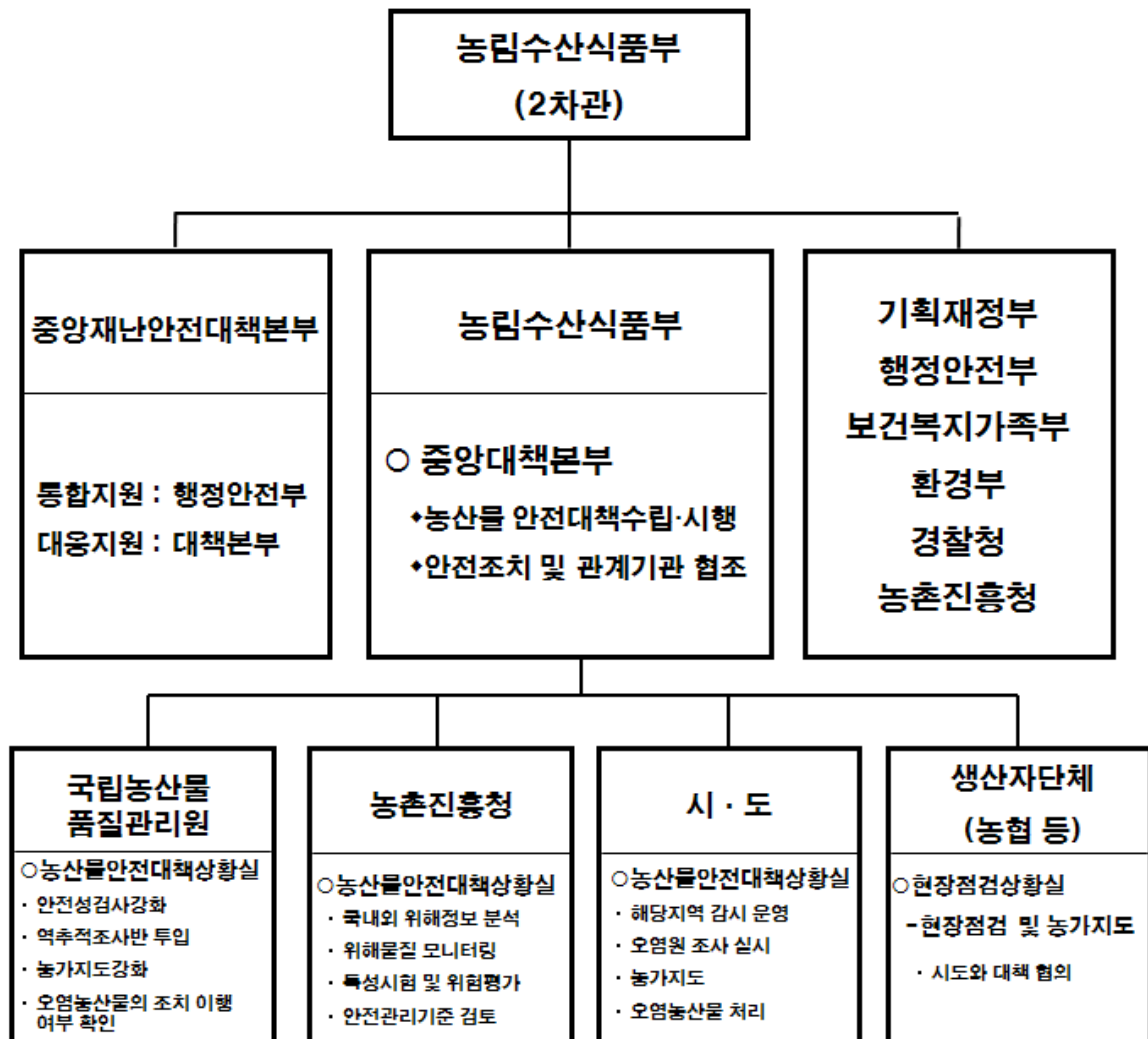 농림수산식품부
(2차관)
중앙재난안전대책본부
통합지원 : 행정안전부
대응지원 : 대책본부
농림수산식품부
○ 중앙대책본부
◆농산물 안전대책수립·시행
◆안전조치 및 관계기관 협조
기획재정부
행정안전부
보건복지가족부
환경부
경찰청
농촌진흥청
국립농산물
품질관리원
○농산물안전대책상황실
· 안전성검사강화
· 역추적조사반 투입
· 농가지도강화
· 오염농산물의 조치 이행
여부 확인
농촌진흥청
○농산물안전대책상황실
· 국내외 위해정보 분석
· 위해물질 모니터링
· 독성시험 및 위험평가
· 안전관리기준 검토
시 · 도
○농산물안전대책상황실
· 해당지역 감시 운영
· 오염원 조사 실시
· 농가지도
· 오염농산물 처리
생산자단체
(농협 등)
○현장점검상황실
-현장점검 및 농가지도
· 시도와 대책 협의